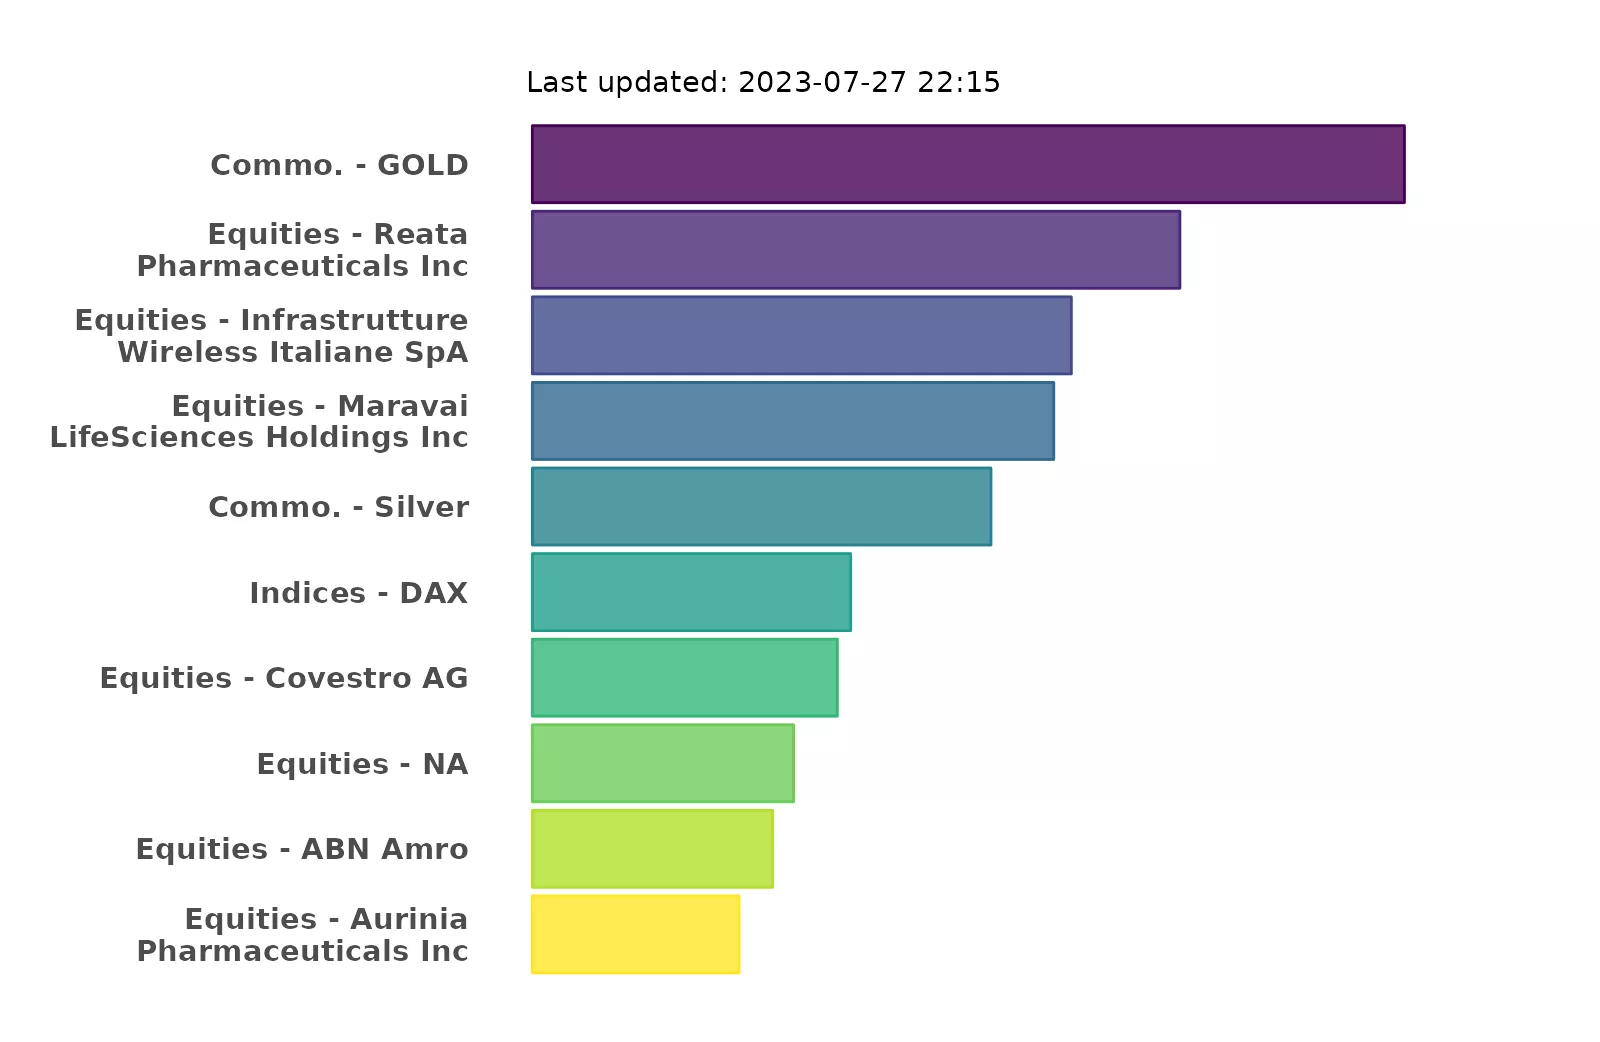 Last updated: 2023-07-27 22:15
Commo. - GOLD
Equities - Reata
Pharmaceuticals Inc
Equities - Infrastrutture
Wireless Italiane SpA
Equities - Maravai
LifeSciences Holdings Inc
Commo. - Silver
Indices - DAX
Equities - Covestro AG
Equities - NA
Equities - ABN Amro
Equities - Aurinia
Pharmaceuticals Inc